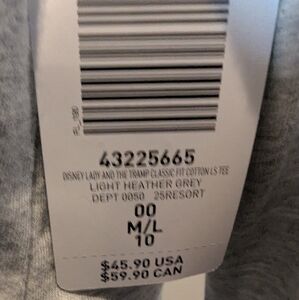 43225665
DISNEY LADY AND THE TRAMP CLASSIC FIT COTTON LS TEE
LIGHT HEATHER GREY
DEPT 0050 25RESORT
00
M/L
10
$45.90 USA
$59.90 CAN